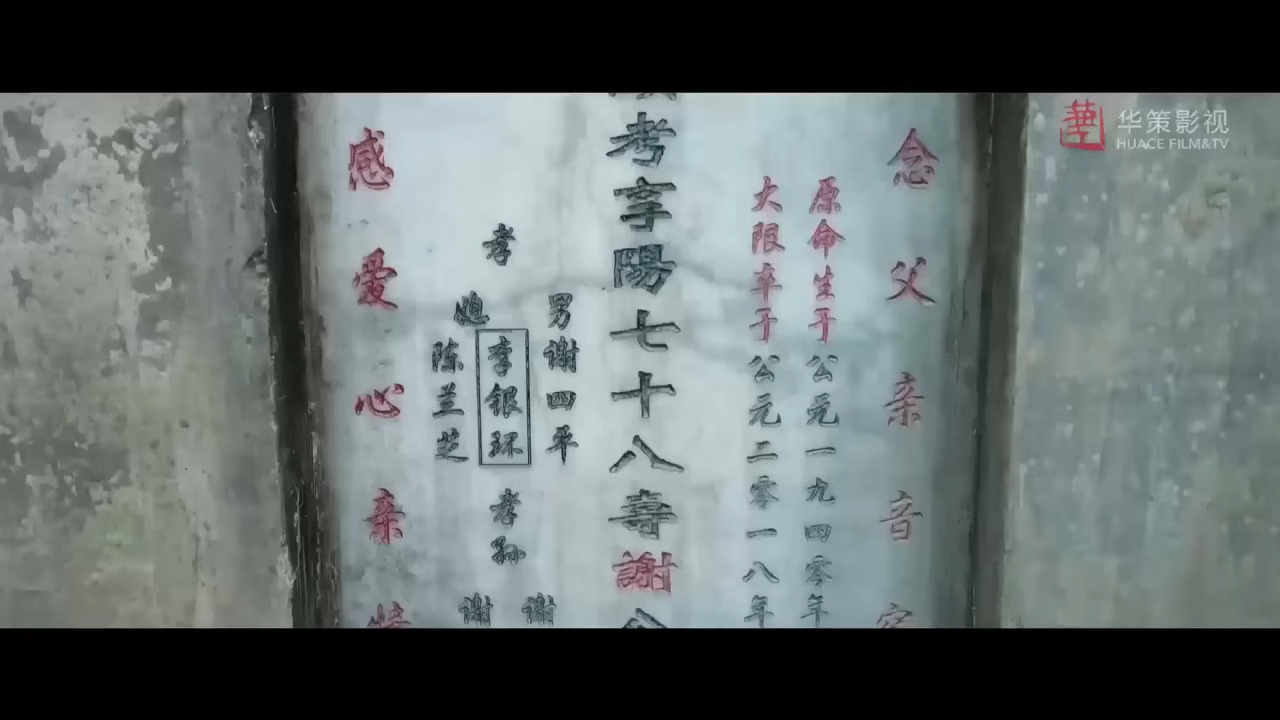 华策影视
HUACE FILM&TV
念父亲音
原命生于公元一九四零年
大限卒于公元二零一八年
考享陽七十八壽謝公
男谢四平
孝
媳
李银环
陈兰芝
孝孙
谢
谢
感爱心亲情